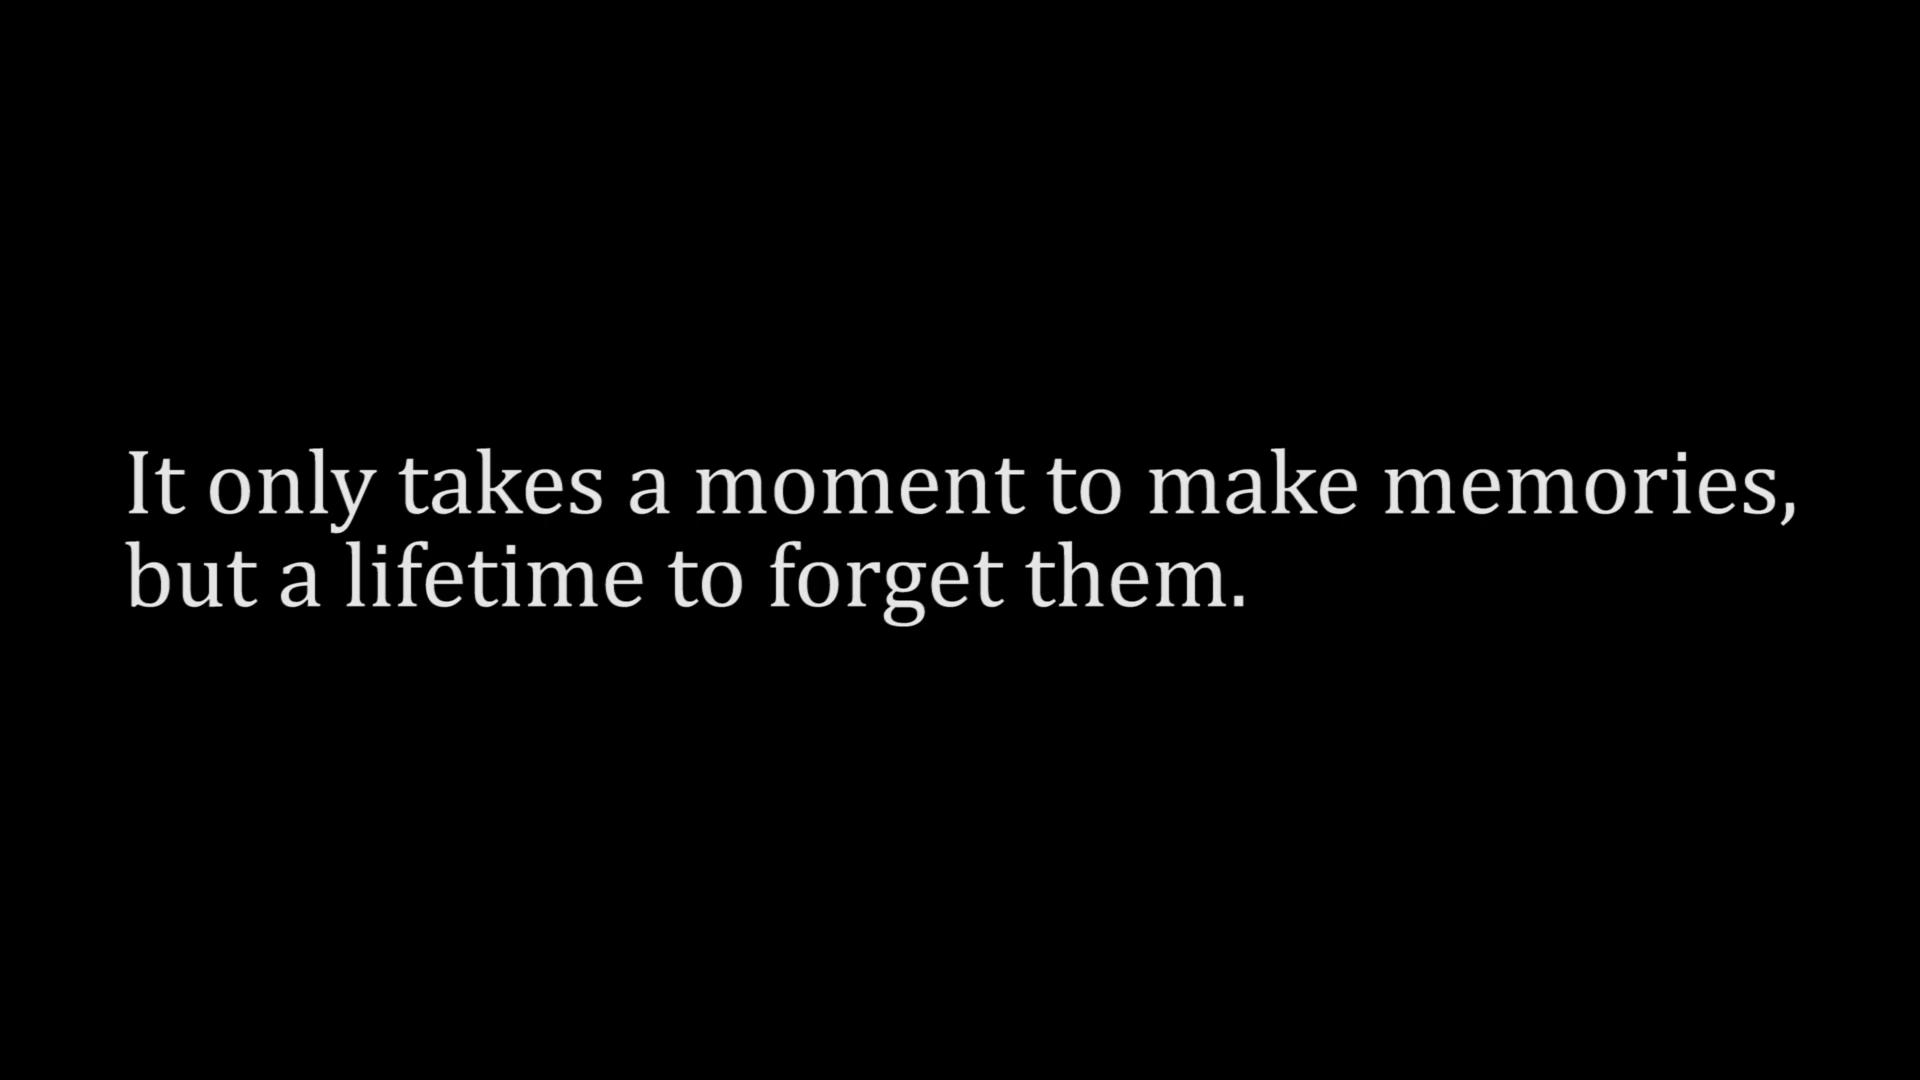 It only takes a moment to make memories,
but a lifetime to forget them.